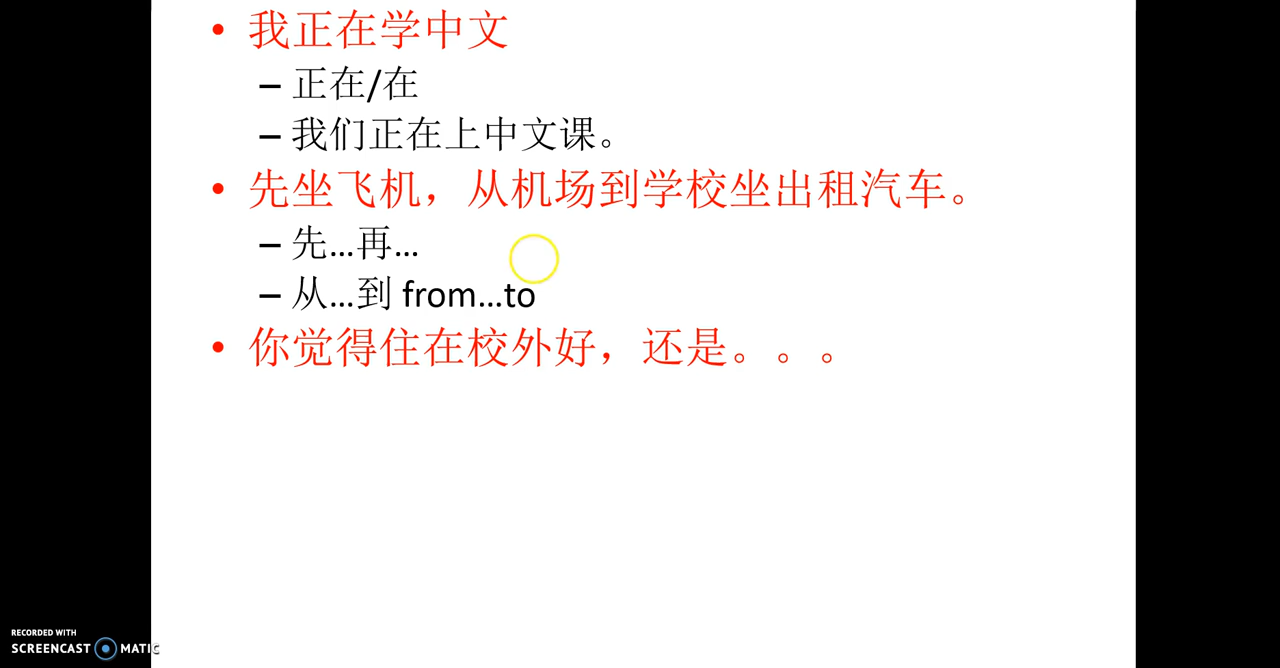 • 我正在学中文
– 正在/在
– 我们正在上中文课。
• 先坐飞机，从机场到学校坐出租汽车。
– 先…再…
– 从…到 from…to
• 你觉得住在校外好，还是。。。
RECORDED WITH
SCREENCAST MATIC